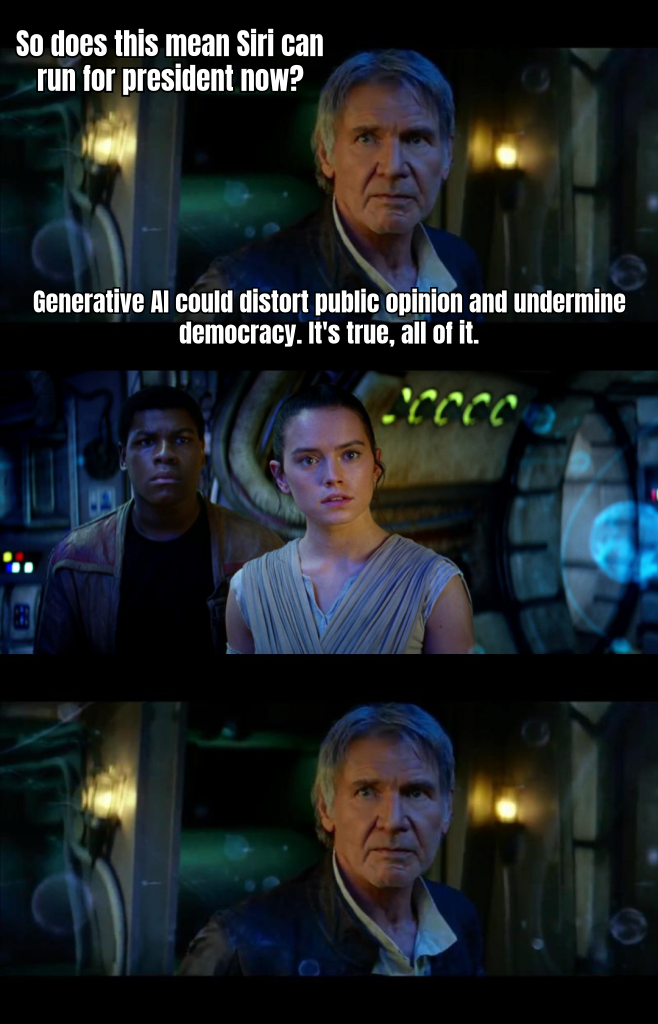 So does this mean Siri can
run for president now?
Generative AI could distort public opinion and undermine
democracy. It's true, all of it.